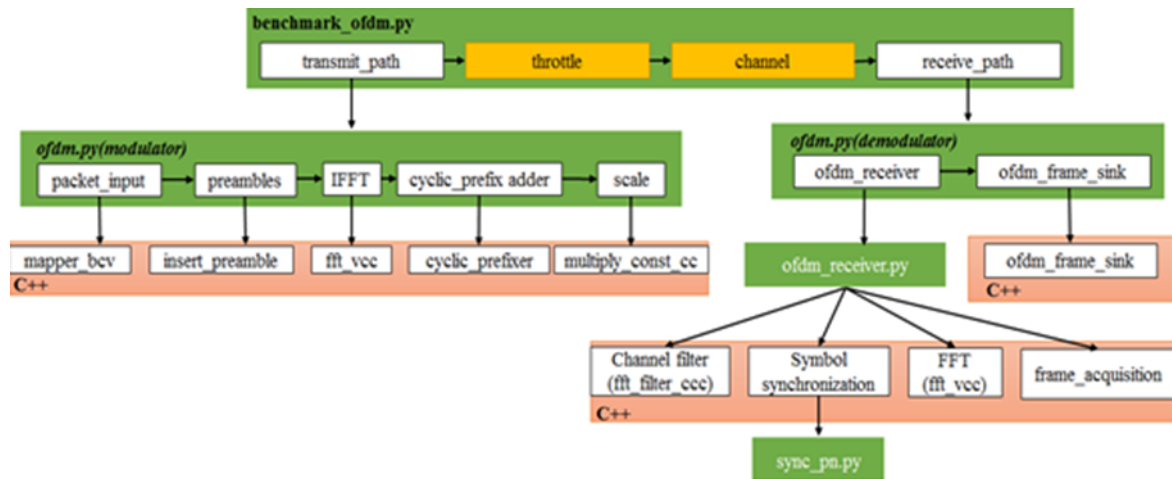 benchmark_ofdm.py
transmit_path
throttle
channel
receive_path
ofdm.py(modulator)
packet_input
preambles
IFFT
cyclic_prefix adder
scale
mapper_bcv
insert_preamble
fft_vcc
cyclic_prefixer
multiply_const_cc
C++
ofdm.py(demodulator)
ofdm_receiver
ofdm_frame_sink
ofdm_receiver.py
ofdm_frame_sink
C++
Channel filter
(fft_filter_ccc)
Symbol
synchronization
FFT
(fft_vcc)
frame_acquisition
C++
sync_pn.py